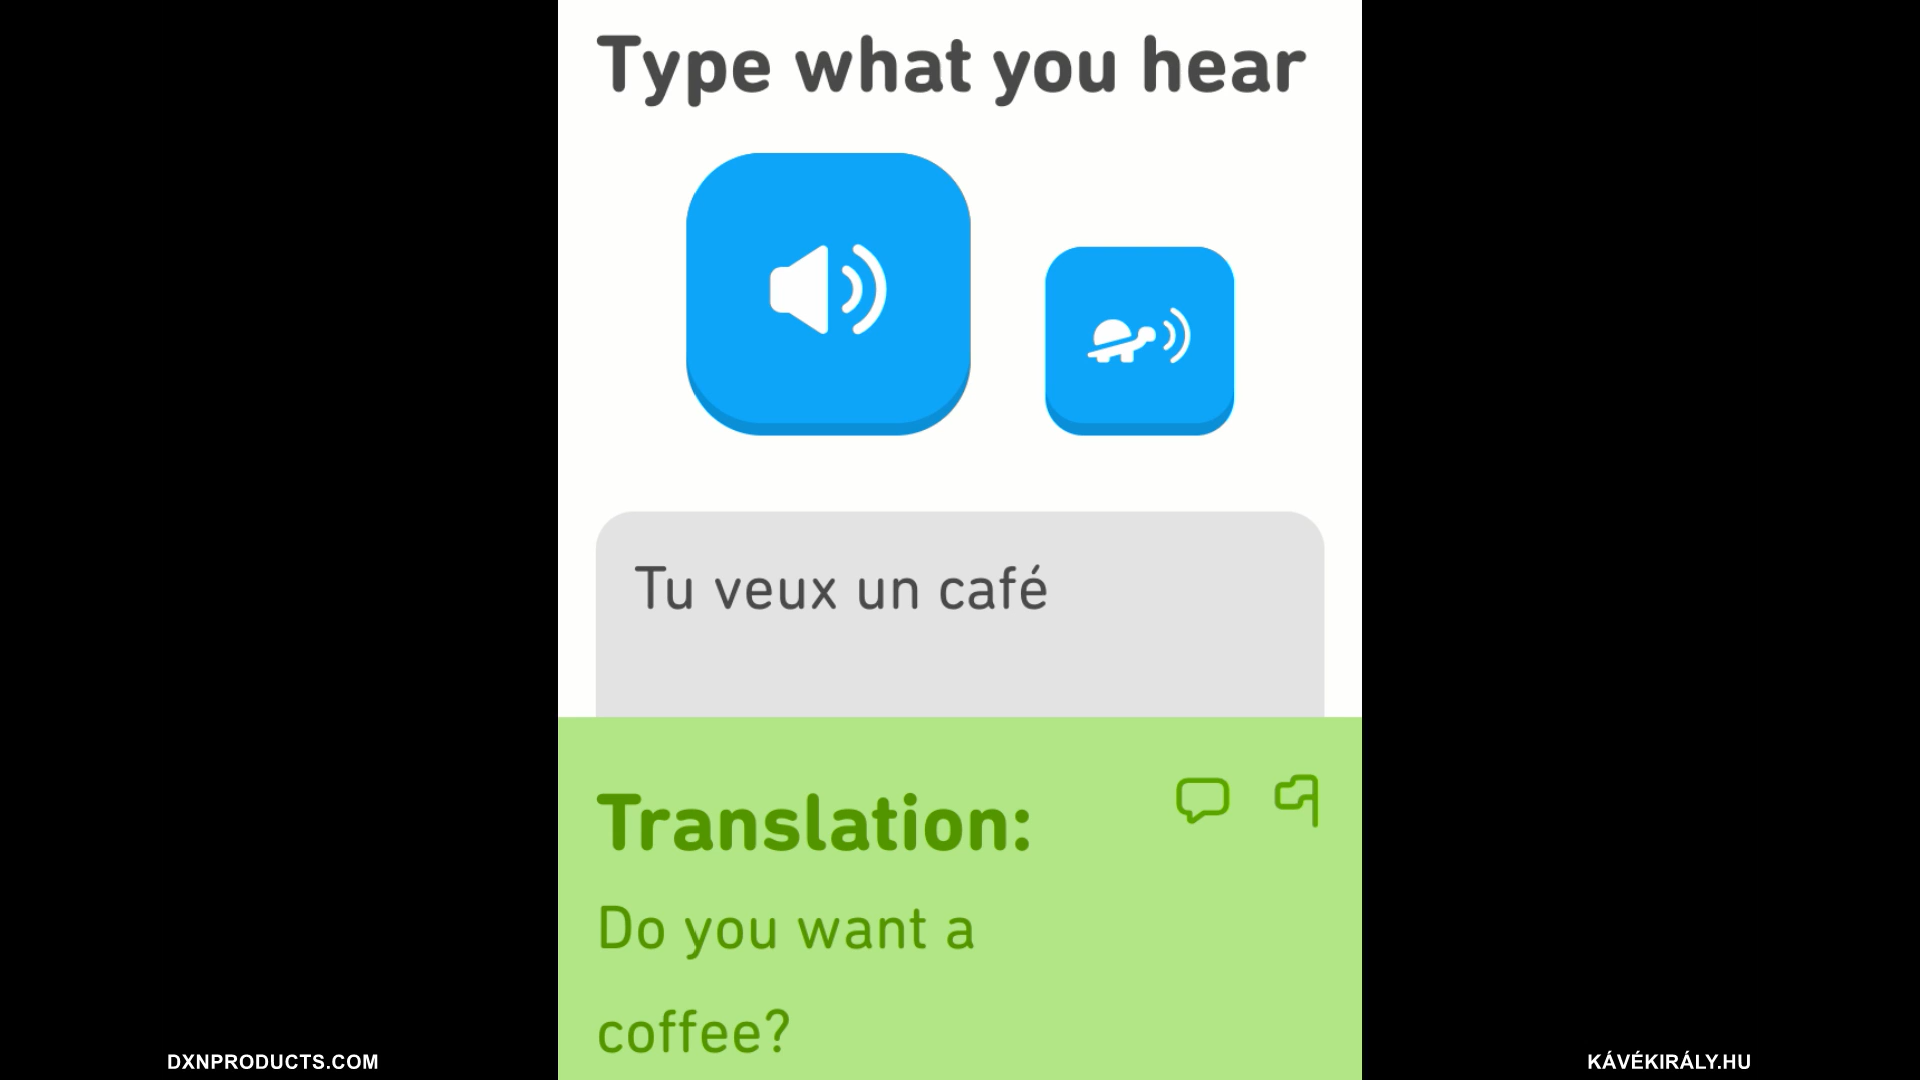 Type what you hear
Tu veux un café
Translation:
Do you want a
coffee?
DXNPRODUCTS.COM
KÁVÉKIRÁLY.HU